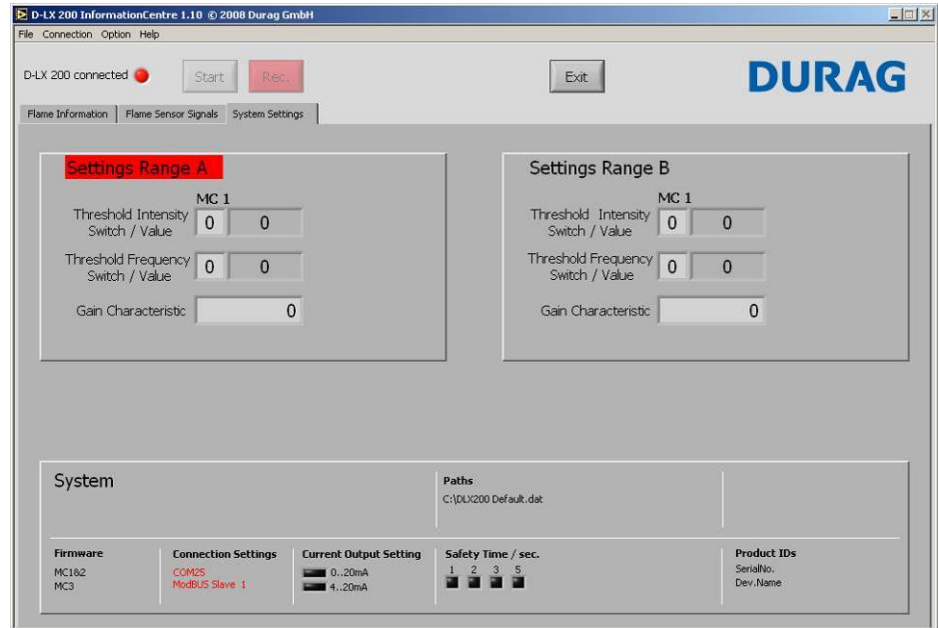 D-LX 200 InformationCentre 1.10 © 2008 Durag GmbH
File Connection Option Help
D-LX 200 connected Start Rec. Exit DURAG
Flame Information Flame Sensor Signals System Settings
Settings Range A
MC 1
Threshold Intensity
Switch / Value 0 0
Threshold Frequency
Switch / Value 0 0
Gain Characteristic 0
Settings Range B
MC 1
Threshold Intensity
Switch / Value 0 0
Threshold Frequency
Switch / Value 0 0
Gain Characteristic 0
System
Paths
C:\DLX200 Default.dat
Firmware
MC1&2
MC3
Connection Settings
COM25
ModBUS Slave 1
Current Output Setting
0..20mA
4..20mA
Safety Time / sec.
1 2 3 5
Product IDs
SerialNo.
Dev.Name